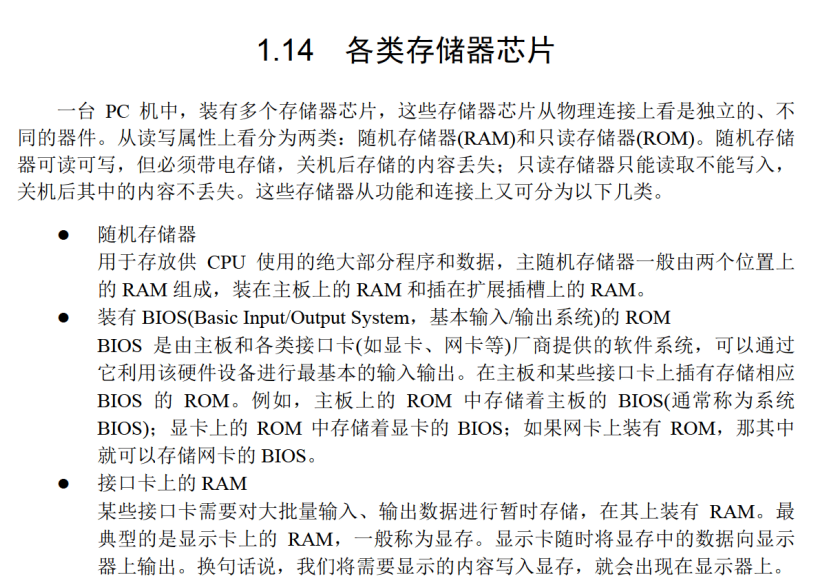 1.14 各类存储器芯片
一台 PC 机中，装有多个存储器芯片，这些存储器芯片从物理连接上看是独立的、不
同的器件。从读写属性上看分为两类：随机存储器(RAM)和只读存储器(ROM)。随机存储
器可读可写，但必须带电存储，关机后存储的内容丢失；只读存储器只能读取不能写入，
关机后其中的内容不丢失。这些存储器从功能和连接上又可分为以下几类。
● 随机存储器
用于存放供 CPU 使用的绝大部分程序和数据，主随机存储器一般由两个位置上
的 RAM 组成，装在主板上的 RAM 和插在扩展插槽上的 RAM。
● 装有 BIOS(Basic Input/Output System，基本输入/输出系统)的 ROM
BIOS 是由主板和各类接口卡(如显卡、网卡等)厂商提供的软件系统，可以通过
它利用该硬件设备进行最基本的输入输出。在主板和某些接口卡上插有存储相应
BIOS 的 ROM。例如，主板上的 ROM 中存储着主板的 BIOS(通常称为系统
BIOS)；显卡上的 ROM 中存储着显卡的 BIOS；如果网卡上装有 ROM，那其中
就可以存储网卡的 BIOS。
● 接口卡上的 RAM
某些接口卡需要对大批量输入、输出数据进行暂时存储，在其上装有 RAM。最
典型的是显示卡上的 RAM，一般称为显存。显示卡随时将显存中的数据向显示
器上输出。换句话说，我们将需要显示的内容写入显存，就会出现在显示器上。